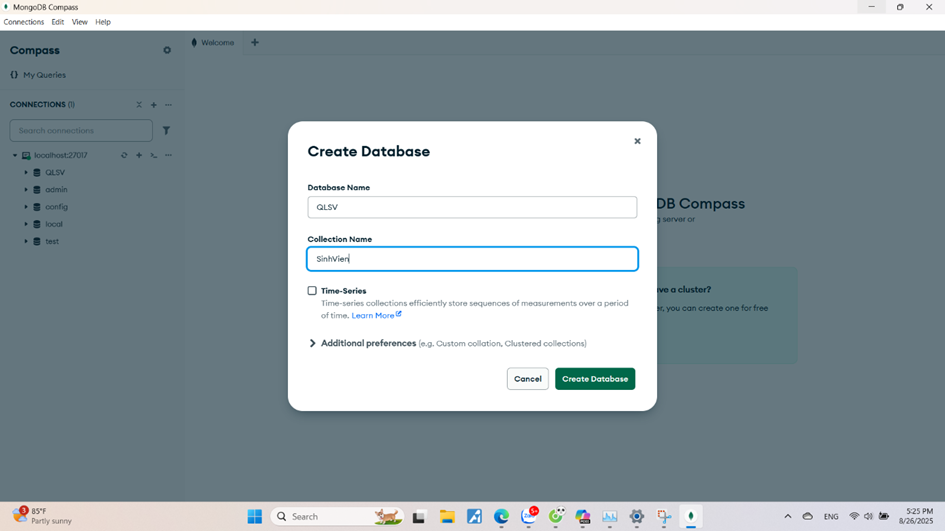 MongoDB Compass
Connections Edit View Help
Compass
Welcome
{} My Queries
CONNECTIONS (1)
Search connections
localhost:27017
QLSV
admin
config
local
test
Create Database
Database Name
QLSV
Collection Name
SinhVien
Time-Series
Time-series collections efficiently store sequences of measurements over a period
of time. Learn More
Additional preferences (e.g. Custom collation, Clustered collections)
Cancel Create Database
DB Compass
g server or
ve a cluster?
er, you can create one for free
3
85°F
Partly sunny
Search
5+
ENG
5:25 PM
8/26/2025